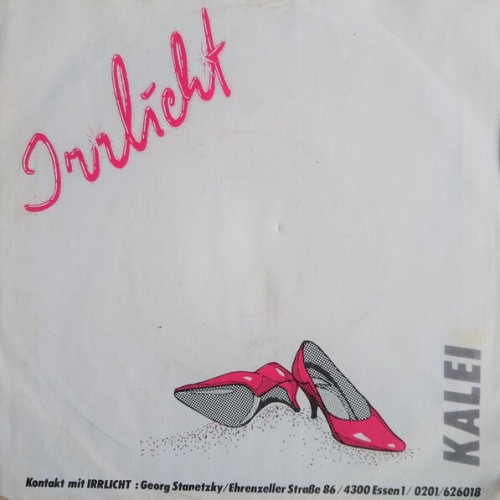 Irrlicht
KALEI
Kontakt mit IRRLICHT : Georg Stanetzky/Ehrenzeller Straße 86/4300 Essen 1/0201/626018